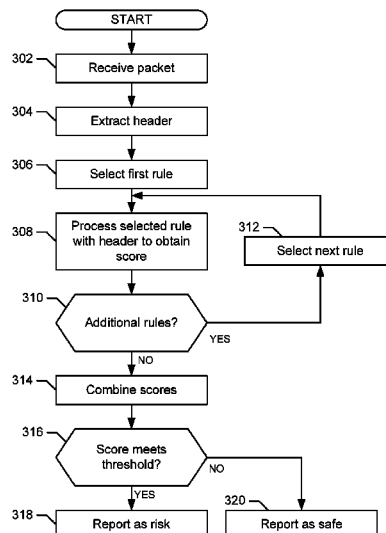 START
302
Receive packet
304
Extract header
306
Select first rule
308
Process selected rule
with header to obtain
score
312
Select next rule
310
Additional rules?
YES
NO
314
Combine scores
316
Score meets
threshold?
NO
YES
318
Report as risk
320
Report as safe